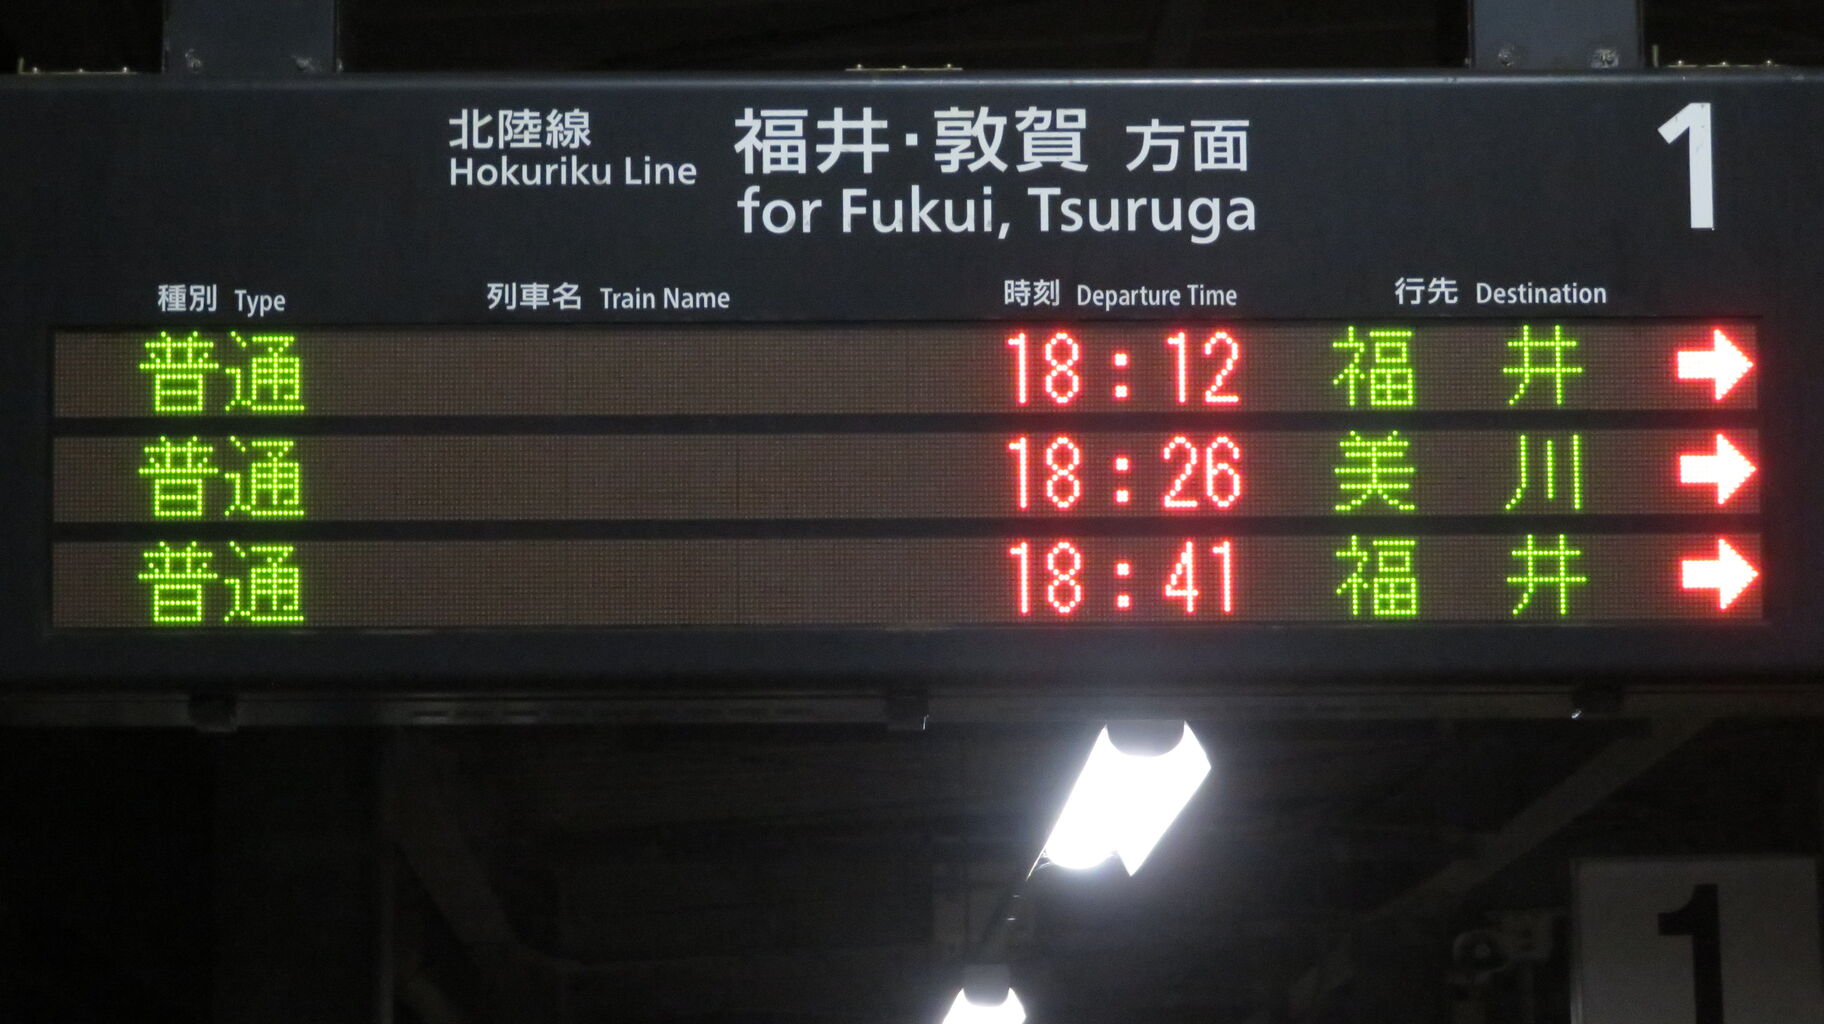 北陸線 福井・敦賀 方面 1
Hokuriku Line for Fukui, Tsuruga
種別 Type 列車名 Train Name 時刻 Departure Time 行先 Destination
普通 18:12 福井 ➡
普通 18:26 美川 ➡
普通 18:41 福井 ➡
1